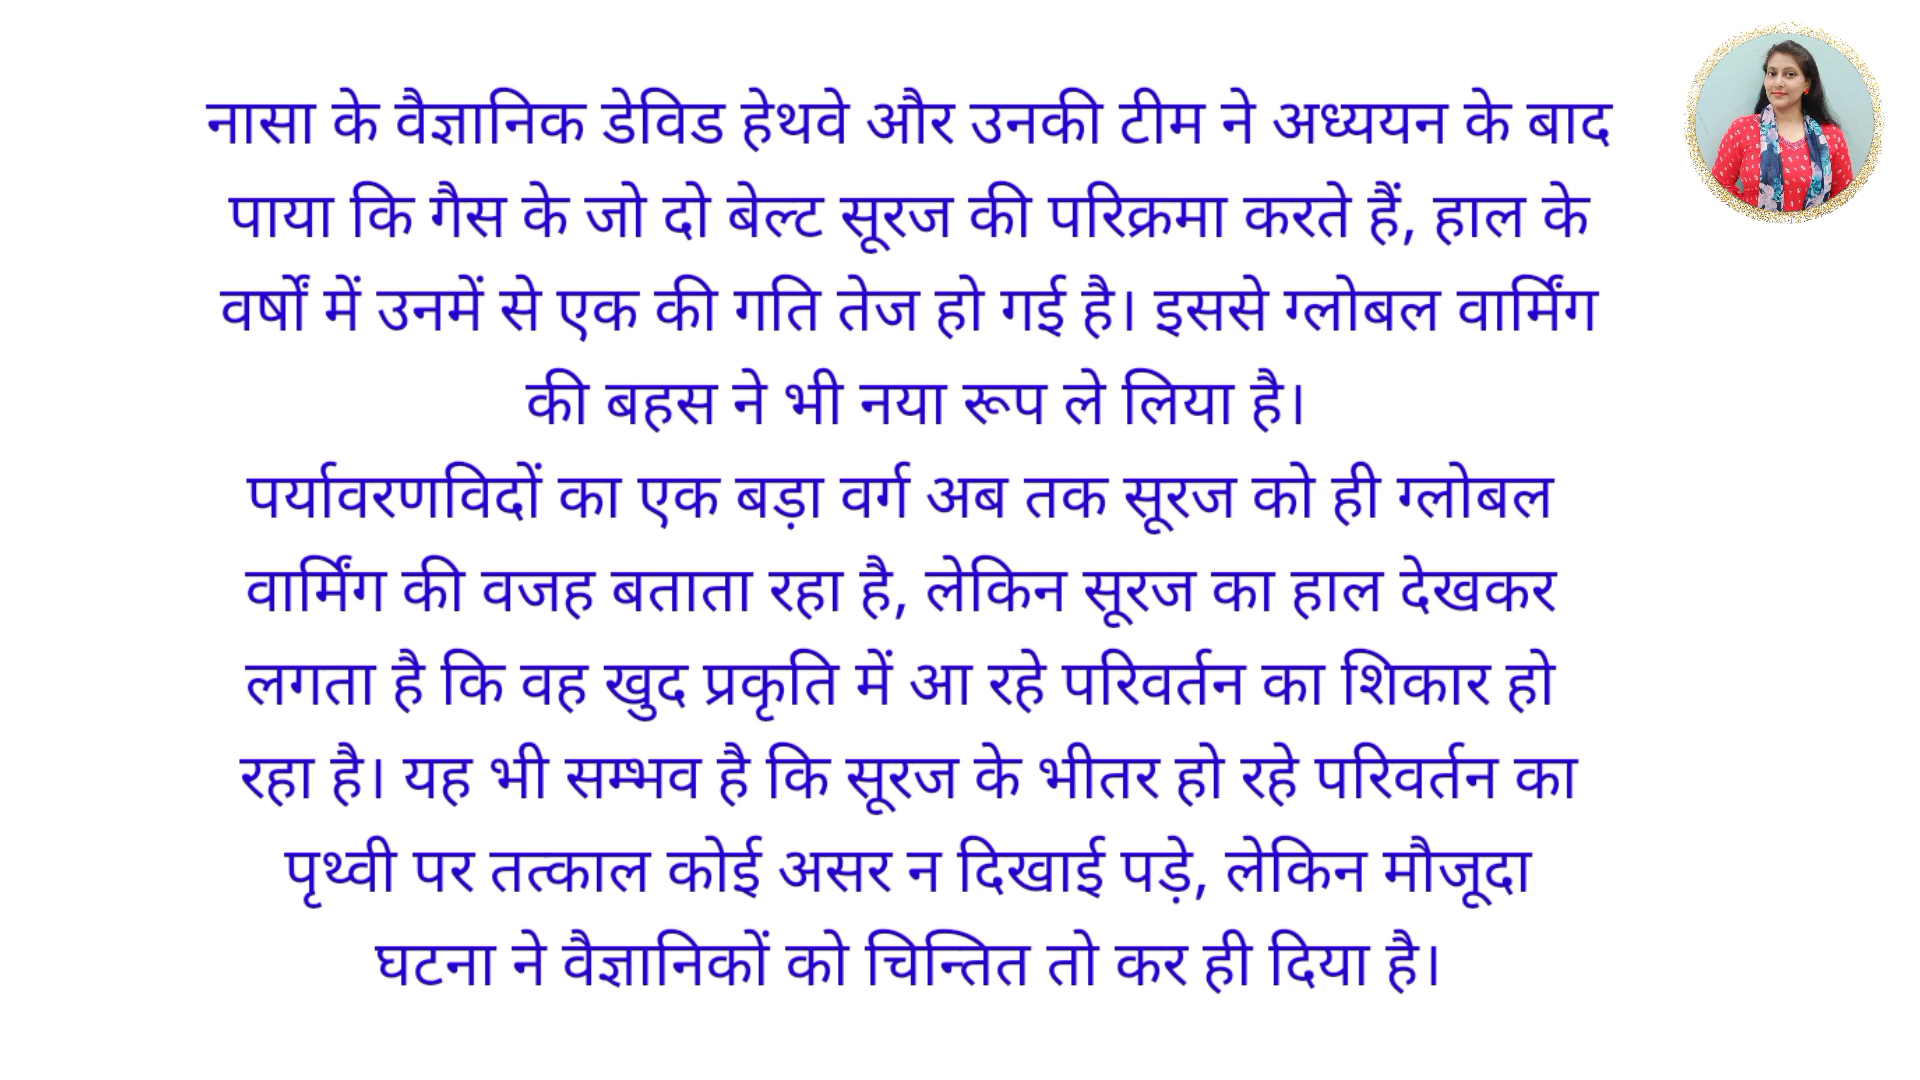 नासा के वैज्ञानिक डेविड हेथवे और उनकी टीम ने अध्ययन के बाद
पाया कि गैस के जो दो बेल्ट सूरज की परिक्रमा करते हैं, हाल के
वर्षों में उनमें से एक की गति तेज हो गई है। इससे ग्लोबल वार्मिंग
की बहस ने भी नया रूप ले लिया है।
पर्यावरणविदों का एक बड़ा वर्ग अब तक सूरज को ही ग्लोबल
वार्मिंग की वजह बताता रहा है, लेकिन सूरज का हाल देखकर
लगता है कि वह खुद प्रकृति में आ रहे परिवर्तन का शिकार हो
रहा है। यह भी सम्भव है कि सूरज के भीतर हो रहे परिवर्तन का
पृथ्वी पर तत्काल कोई असर न दिखाई पड़े, लेकिन मौजूदा
घटना ने वैज्ञानिकों को चिन्तित तो कर ही दिया है।